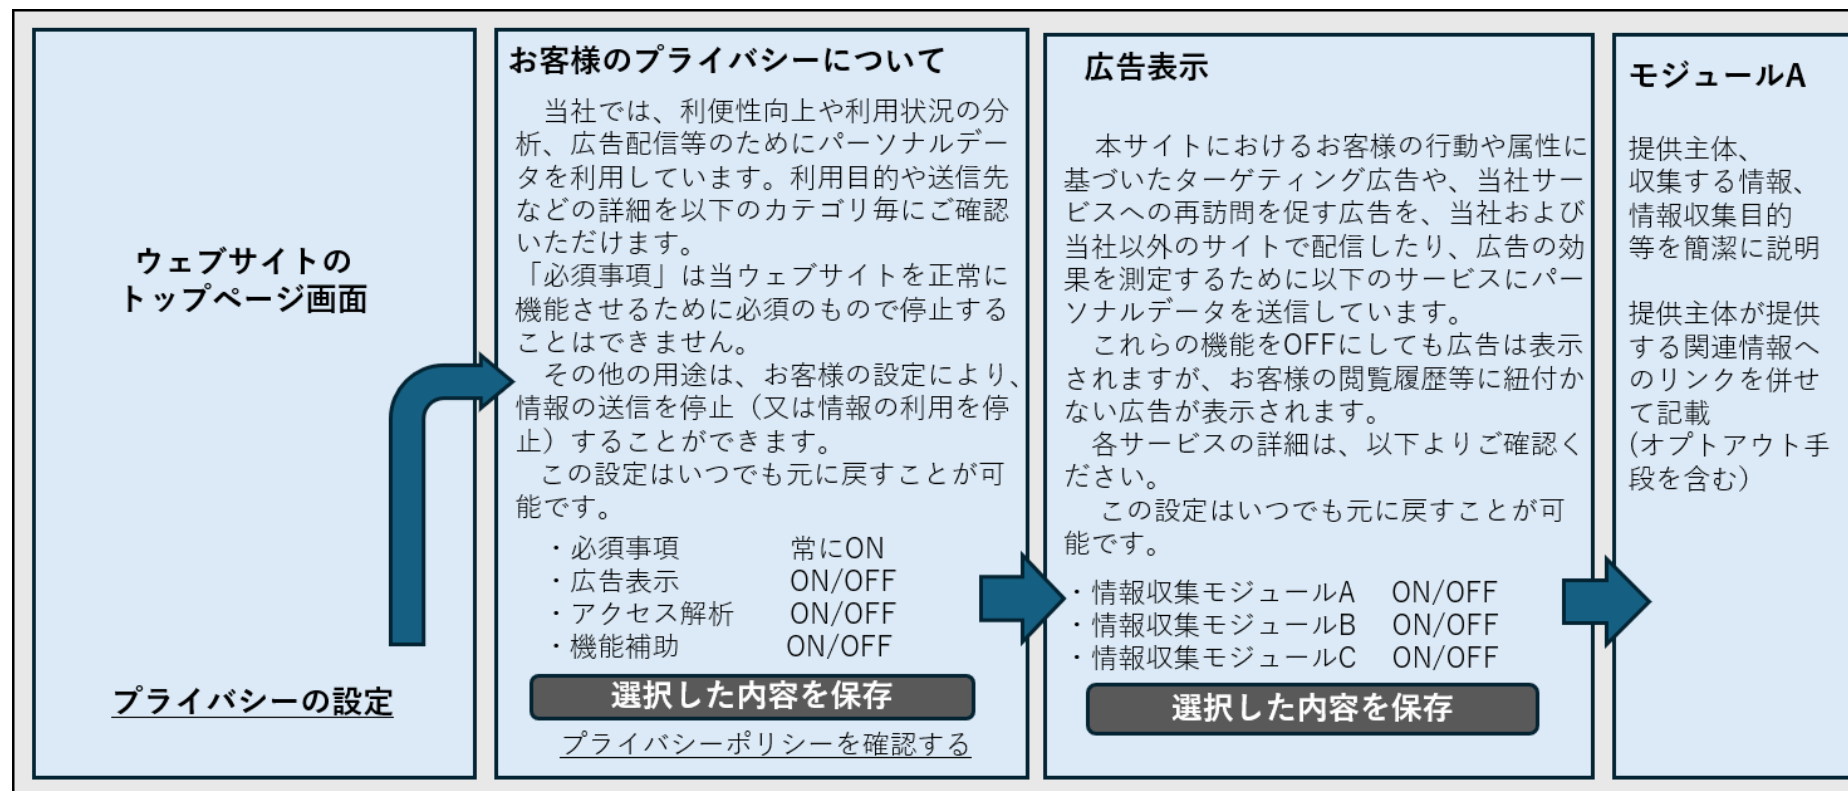 ウェブサイトの
トップページ画面
プライバシーの設定
お客様のプライバシーについて
当社では、利便性向上や利用状況の分
析、広告配信等のためにパーソナルデー
タを利用しています。利用目的や送信先
などの詳細を以下のカテゴリ毎にご確認
いただけます。
「必須事項」は当ウェブサイトを正常に
機能させるために必須のもので停止する
ことはできません。
その他の用途は、お客様の設定により、
情報の送信を停止（又は情報の利用を停
止）することができます。
この設定はいつでも元に戻すことが可
能です。
・必須事項 常にON
・広告表示 ON/OFF
・アクセス解析 ON/OFF
・機能補助 ON/OFF
選択した内容を保存
プライバシーポリシーを確認する
広告表示
本サイトにおけるお客様の行動や属性に
基づいたターゲティング広告や、当社サー
ビスへの再訪問を促す広告を、当社および
当社以外のサイトで配信したり、広告の効
果を測定するために以下のサービスにパー
ソナルデータを送信しています。
これらの機能をOFFにしても広告は表示
されますが、お客様の閲覧履歴等に紐付か
ない広告が表示されます。
各サービスの詳細は、以下よりご確認く
ださい。
この設定はいつでも元に戻すことが可
能です。
・情報収集モジュールA ON/OFF
・情報収集モジュールB ON/OFF
・情報収集モジュールC ON/OFF
選択した内容を保存
モジュールA
提供主体、
収集する情報、
情報収集目的
等を簡潔に説明
提供主体が提供
する関連情報へ
のリンクを併せ
て記載
(オプトアウト手
段を含む）